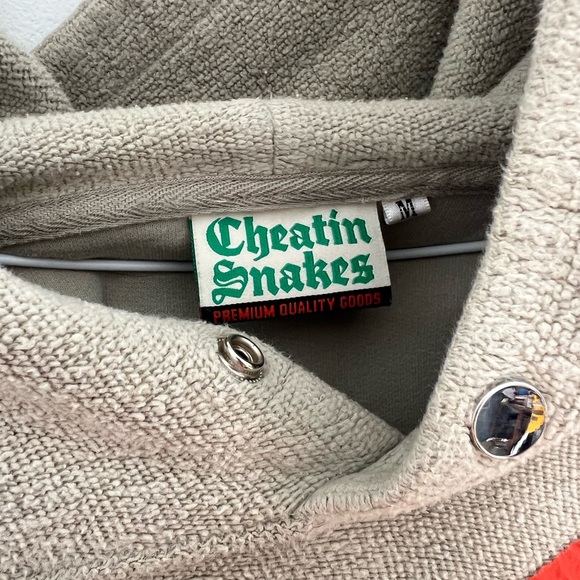 Cheatin
Snakes
PREMIUM QUALITY GOODS
M